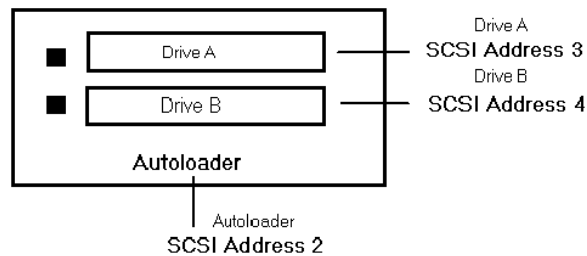 Drive A
Drive A
SCSI Address 3
Drive B
Drive B
SCSI Address 4
Autoloader
Autoloader
SCSI Address 2